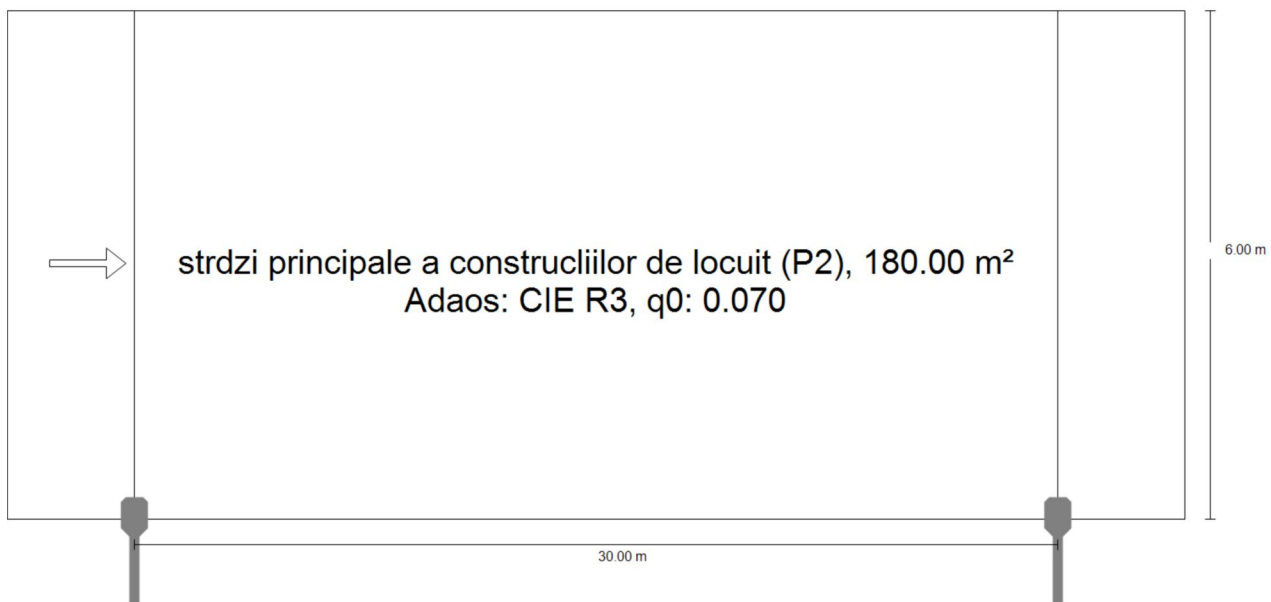 strdzi principale a construcliilor de locuit (P2), 180.00 m²
Adaos: CIE R3, q0: 0.070
6.00 m
30.00 m